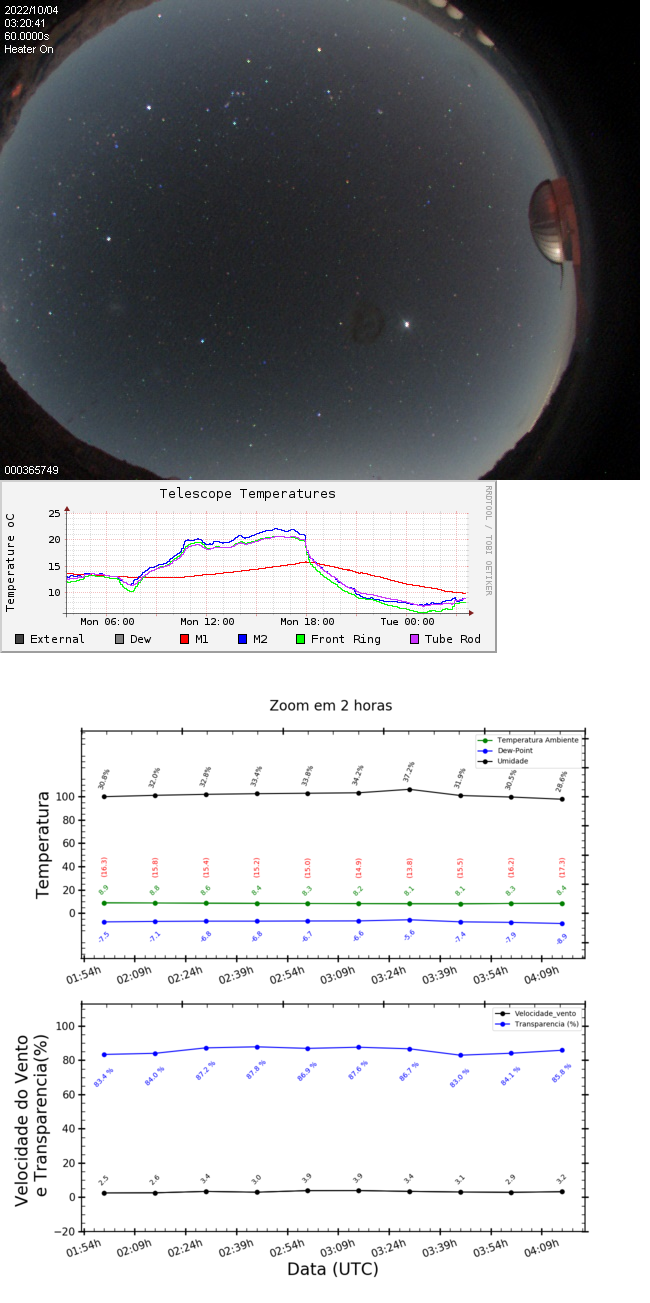 2022/10/04
03:20:41
60.0000s
Heater On
000365749
Telescope Temperatures
RRDTOOL / TOBI OETIKER
Temperature oC
25
20
15
10
Mon 06:00 Mon 12:00 Mon 18:00 Tue 00:00
External Dew M1 M2 Front Ring Tube Rod
Zoom em 2 horas
Temperatura Ambiente
Dew-Point
Umidade
Temperatura
100
80
60
40
20
0
30.8% 32.0% 32.8% 33.4% 33.8% 34.2% 37.2% 31.9% 30.5% 28.6%
(16.3) (15.8) (15.4) (15.2) (15.0) (14.9) (13.8) (15.5) (16.2) (17.3)
8.9 8.8 8.6 8.4 8.3 8.2 8.1 8.1 8.3 8.4
-7.5 -7.1 -6.8 -6.8 -6.7 -6.6 -5.6 -7.4 -7.9 -8.9
01:54h 02:09h 02:24h 02:39h 02:54h 03:09h 03:24h 03:39h 03:54h 04:09h
Velocidade_vento
Transparencia (%)
Velocidade do Vento
e Transparencia(%)
100
80
60
40
20
0
−20
83.4 % 84.0 % 87.2 % 87.8 % 86.9 % 87.6 % 86.7 % 83.0 % 84.1 % 85.8 %
2.5 2.6 3.4 3.0 3.9 3.9 3.4 3.1 2.9 3.2
01:54h 02:09h 02:24h 02:39h 02:54h 03:09h 03:24h 03:39h 03:54h 04:09h
Data (UTC)